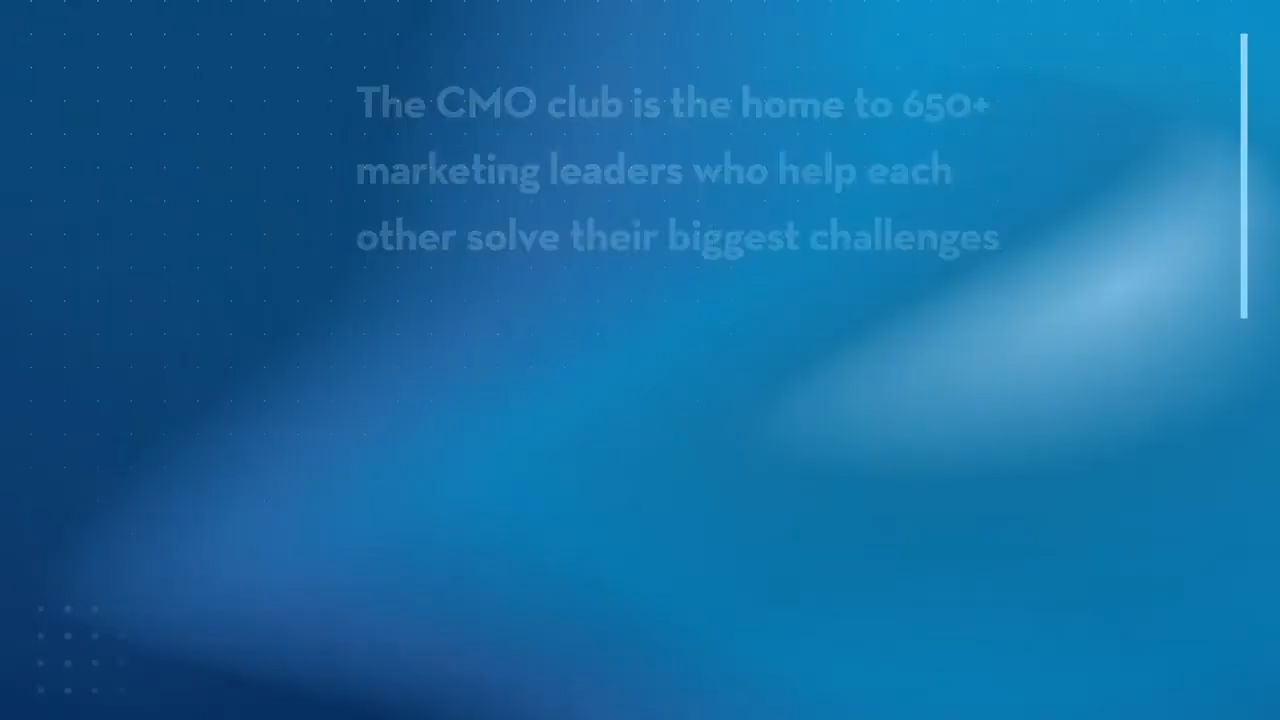 The CMO club is the home to 650+
marketing leaders who help each
other solve their biggest challenges